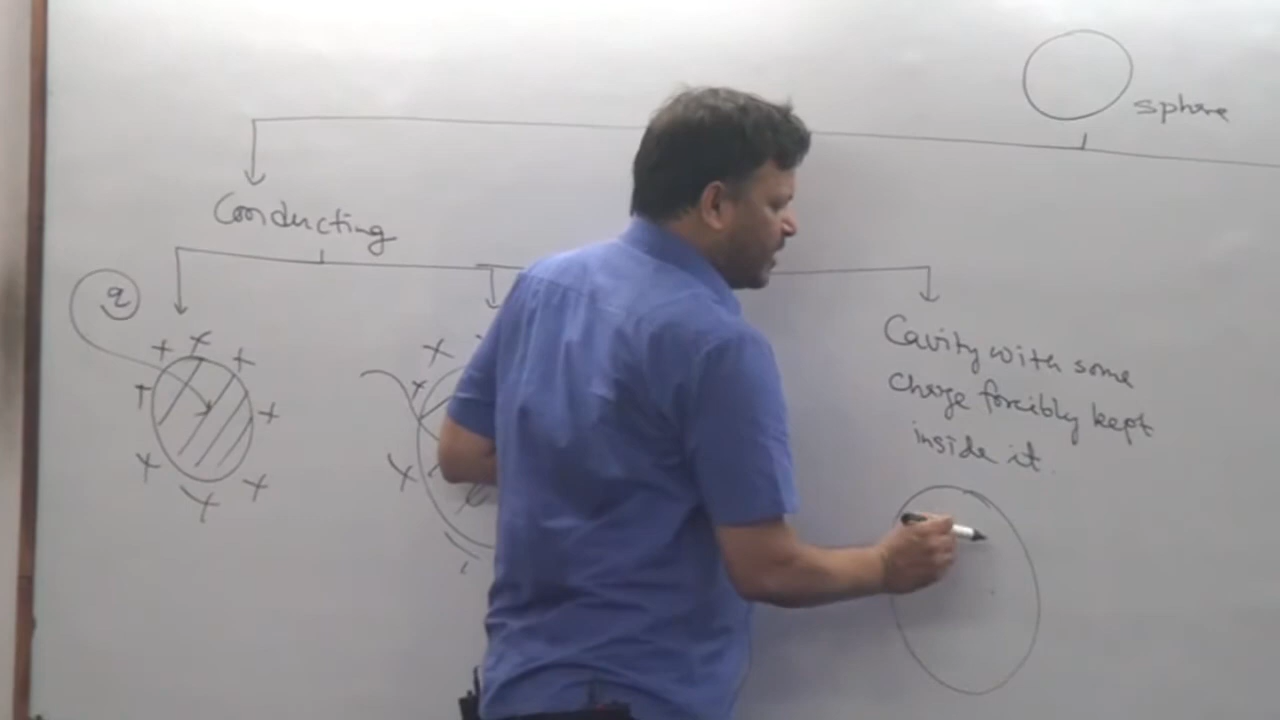 sphere
Conducting
q
Cavity with some
charge forcibly kept
inside it.